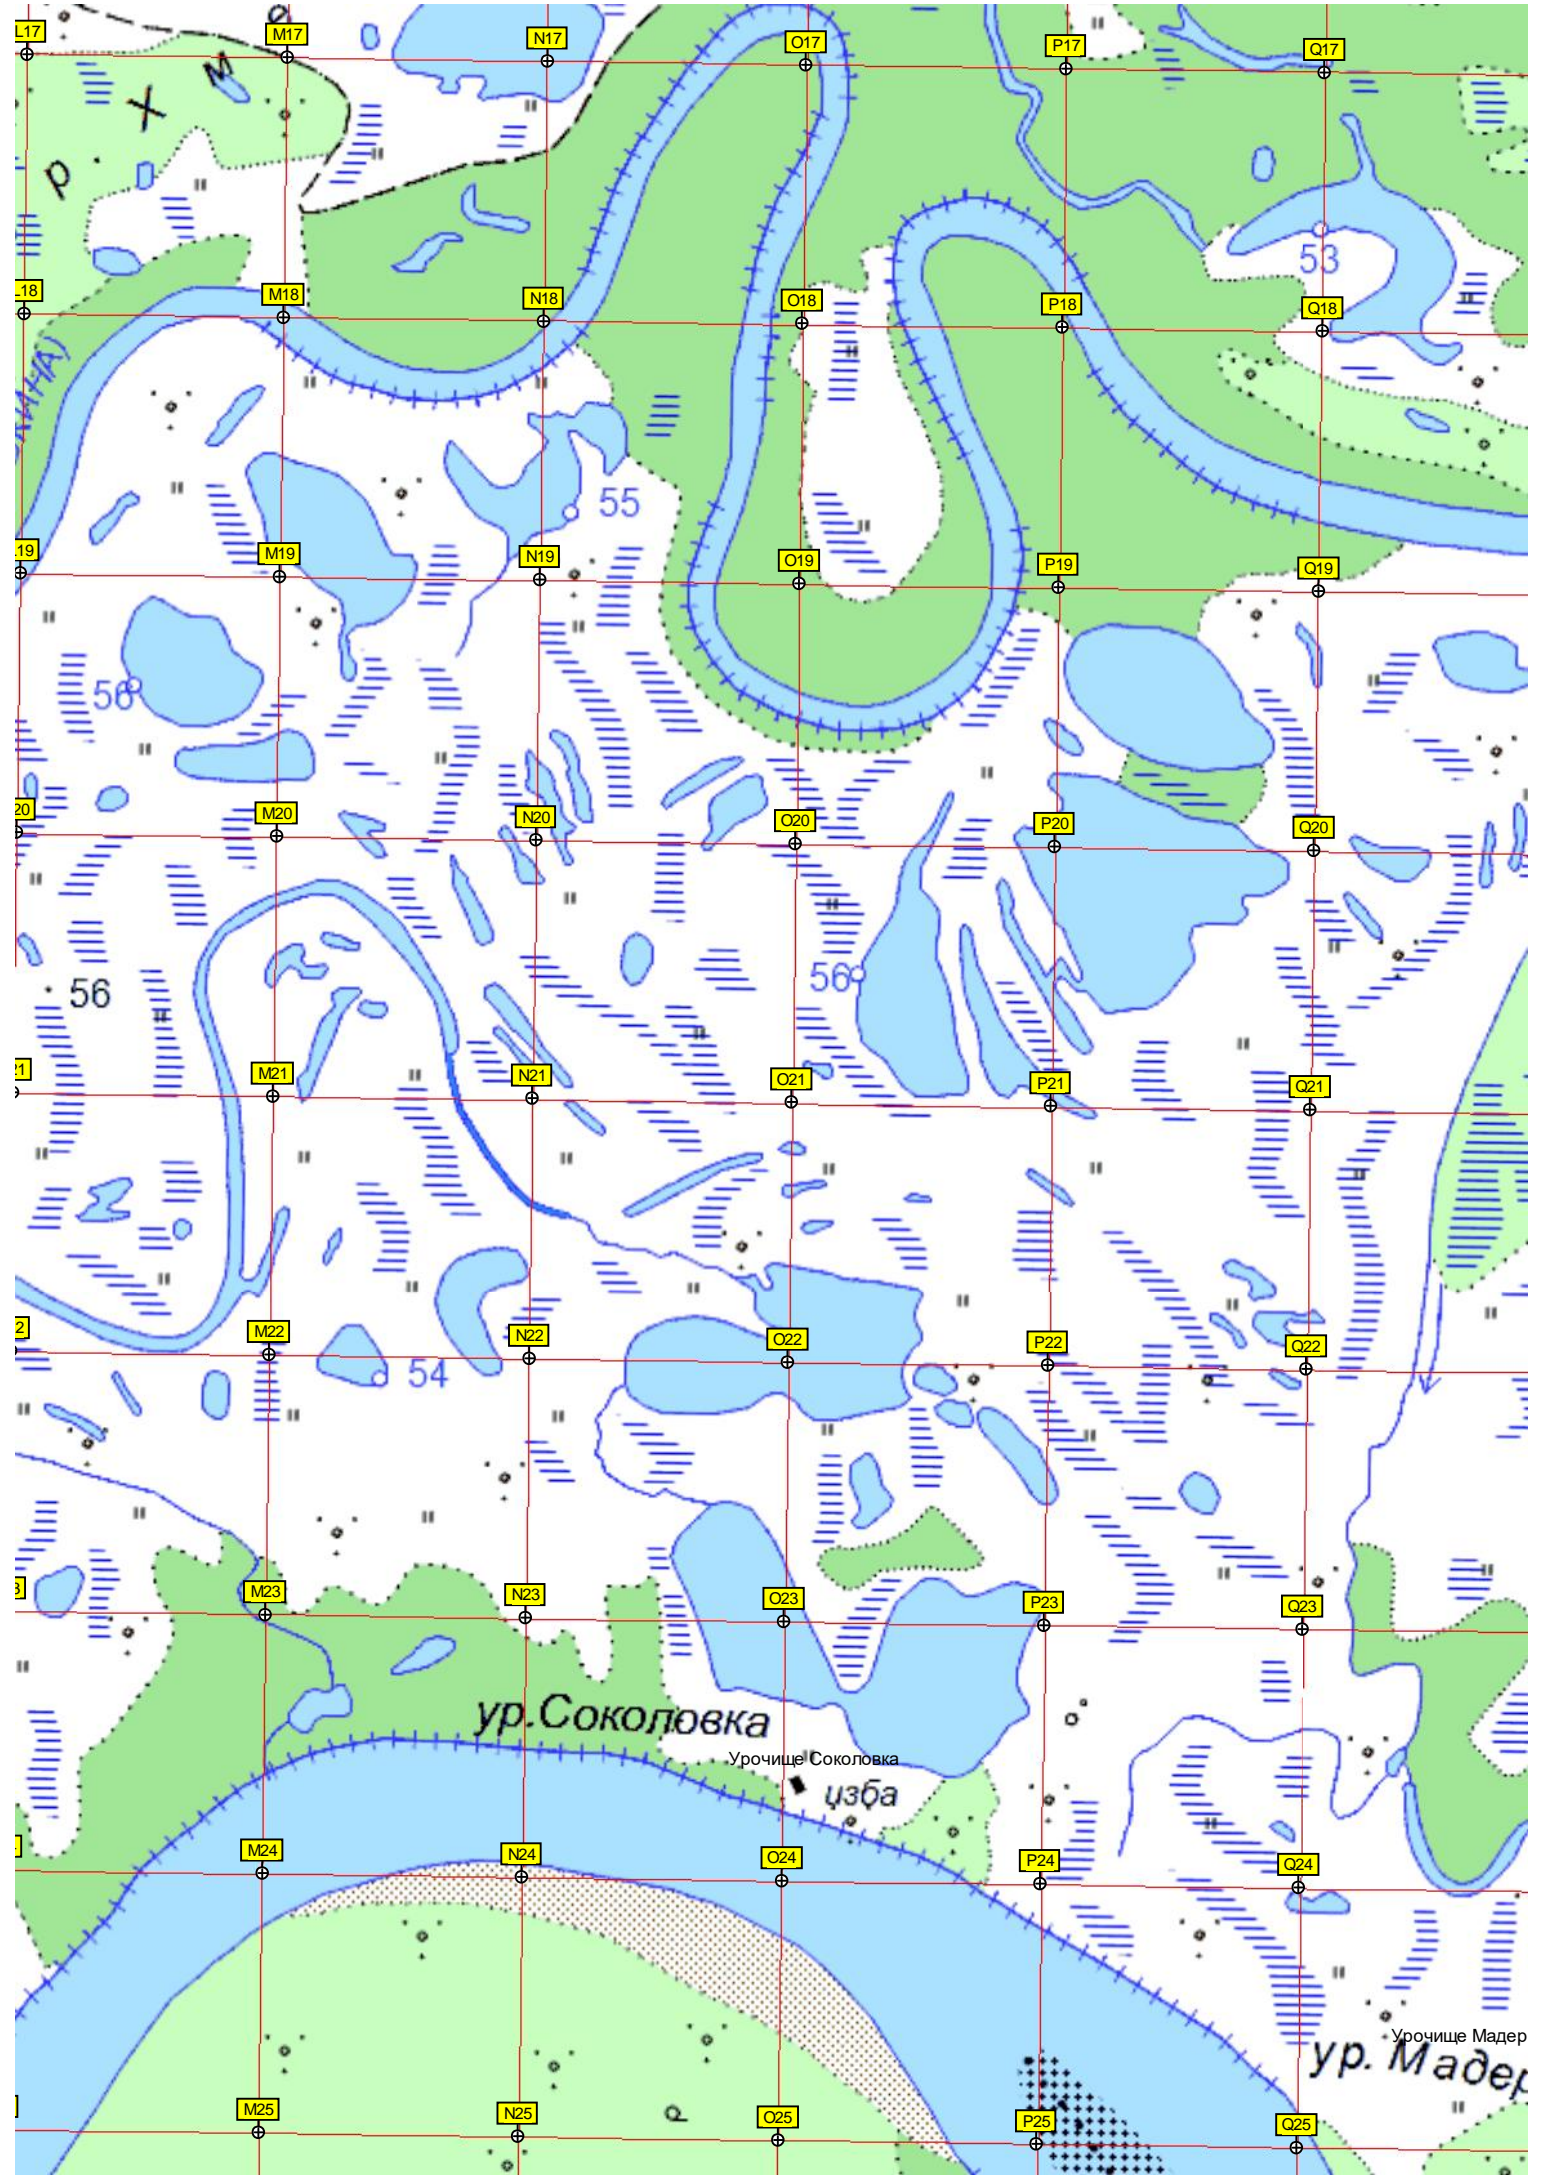 L17 M17 N17 O17 P17 Q17
р. Х М е
53
L18 M18 N18 O18 P18 Q18
55
M19 N19 O19 P19 Q19
56
M20 N20 O20 P20 Q20
56 56
M21 N21 O21 P21 Q21
M22 N22 O22 P22 Q22
54
M23 N23 O23 P23 Q23
ур.Соколовка
Урочище Соколовка
изба
M24 N24 O24 P24 Q24
Урочище Мадер
ур. Мадер
M25 N25 O25 P25 Q25